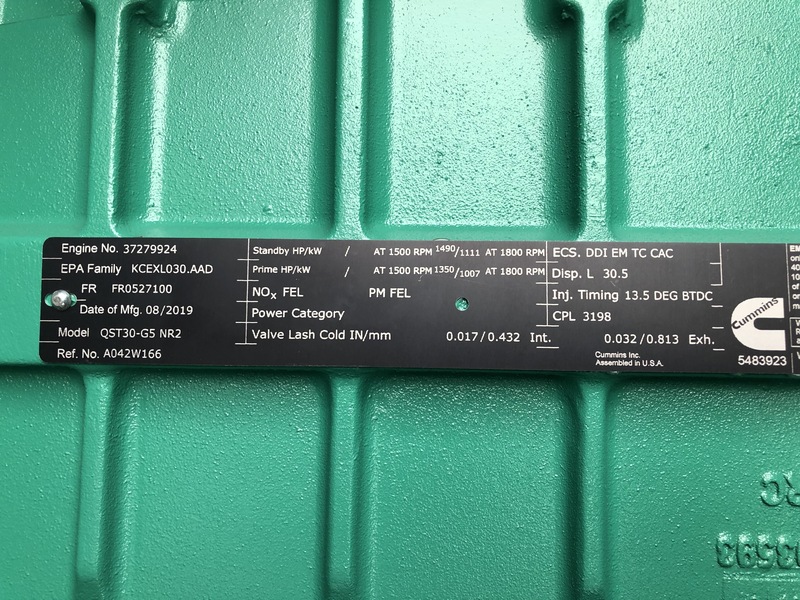 Engine No. 37279924
EPA Family KCEXL030.AAD
FR FR0527100
Date of Mfg. 08/2019
Model QST30-G5 NR2
Ref. No. A042W166
Standby HP/kW / AT 1500 RPM 1490/1111 AT 1800 RPM
Prime HP/kW / AT 1500 RPM 1350/1007 AT 1800 RPM
NOx FEL PM FEL
Power Category
Valve Lash Cold IN/mm 0.017/0.432 Int. 0.032/0.813 Exh.
ECS. DDI EM TC CAC
Disp. L 30.5
Inj. Timing 13.5 DEG BTDC
CPL 3198
Cummins Inc.
Assembled in U.S.A.
Cummins
5483923